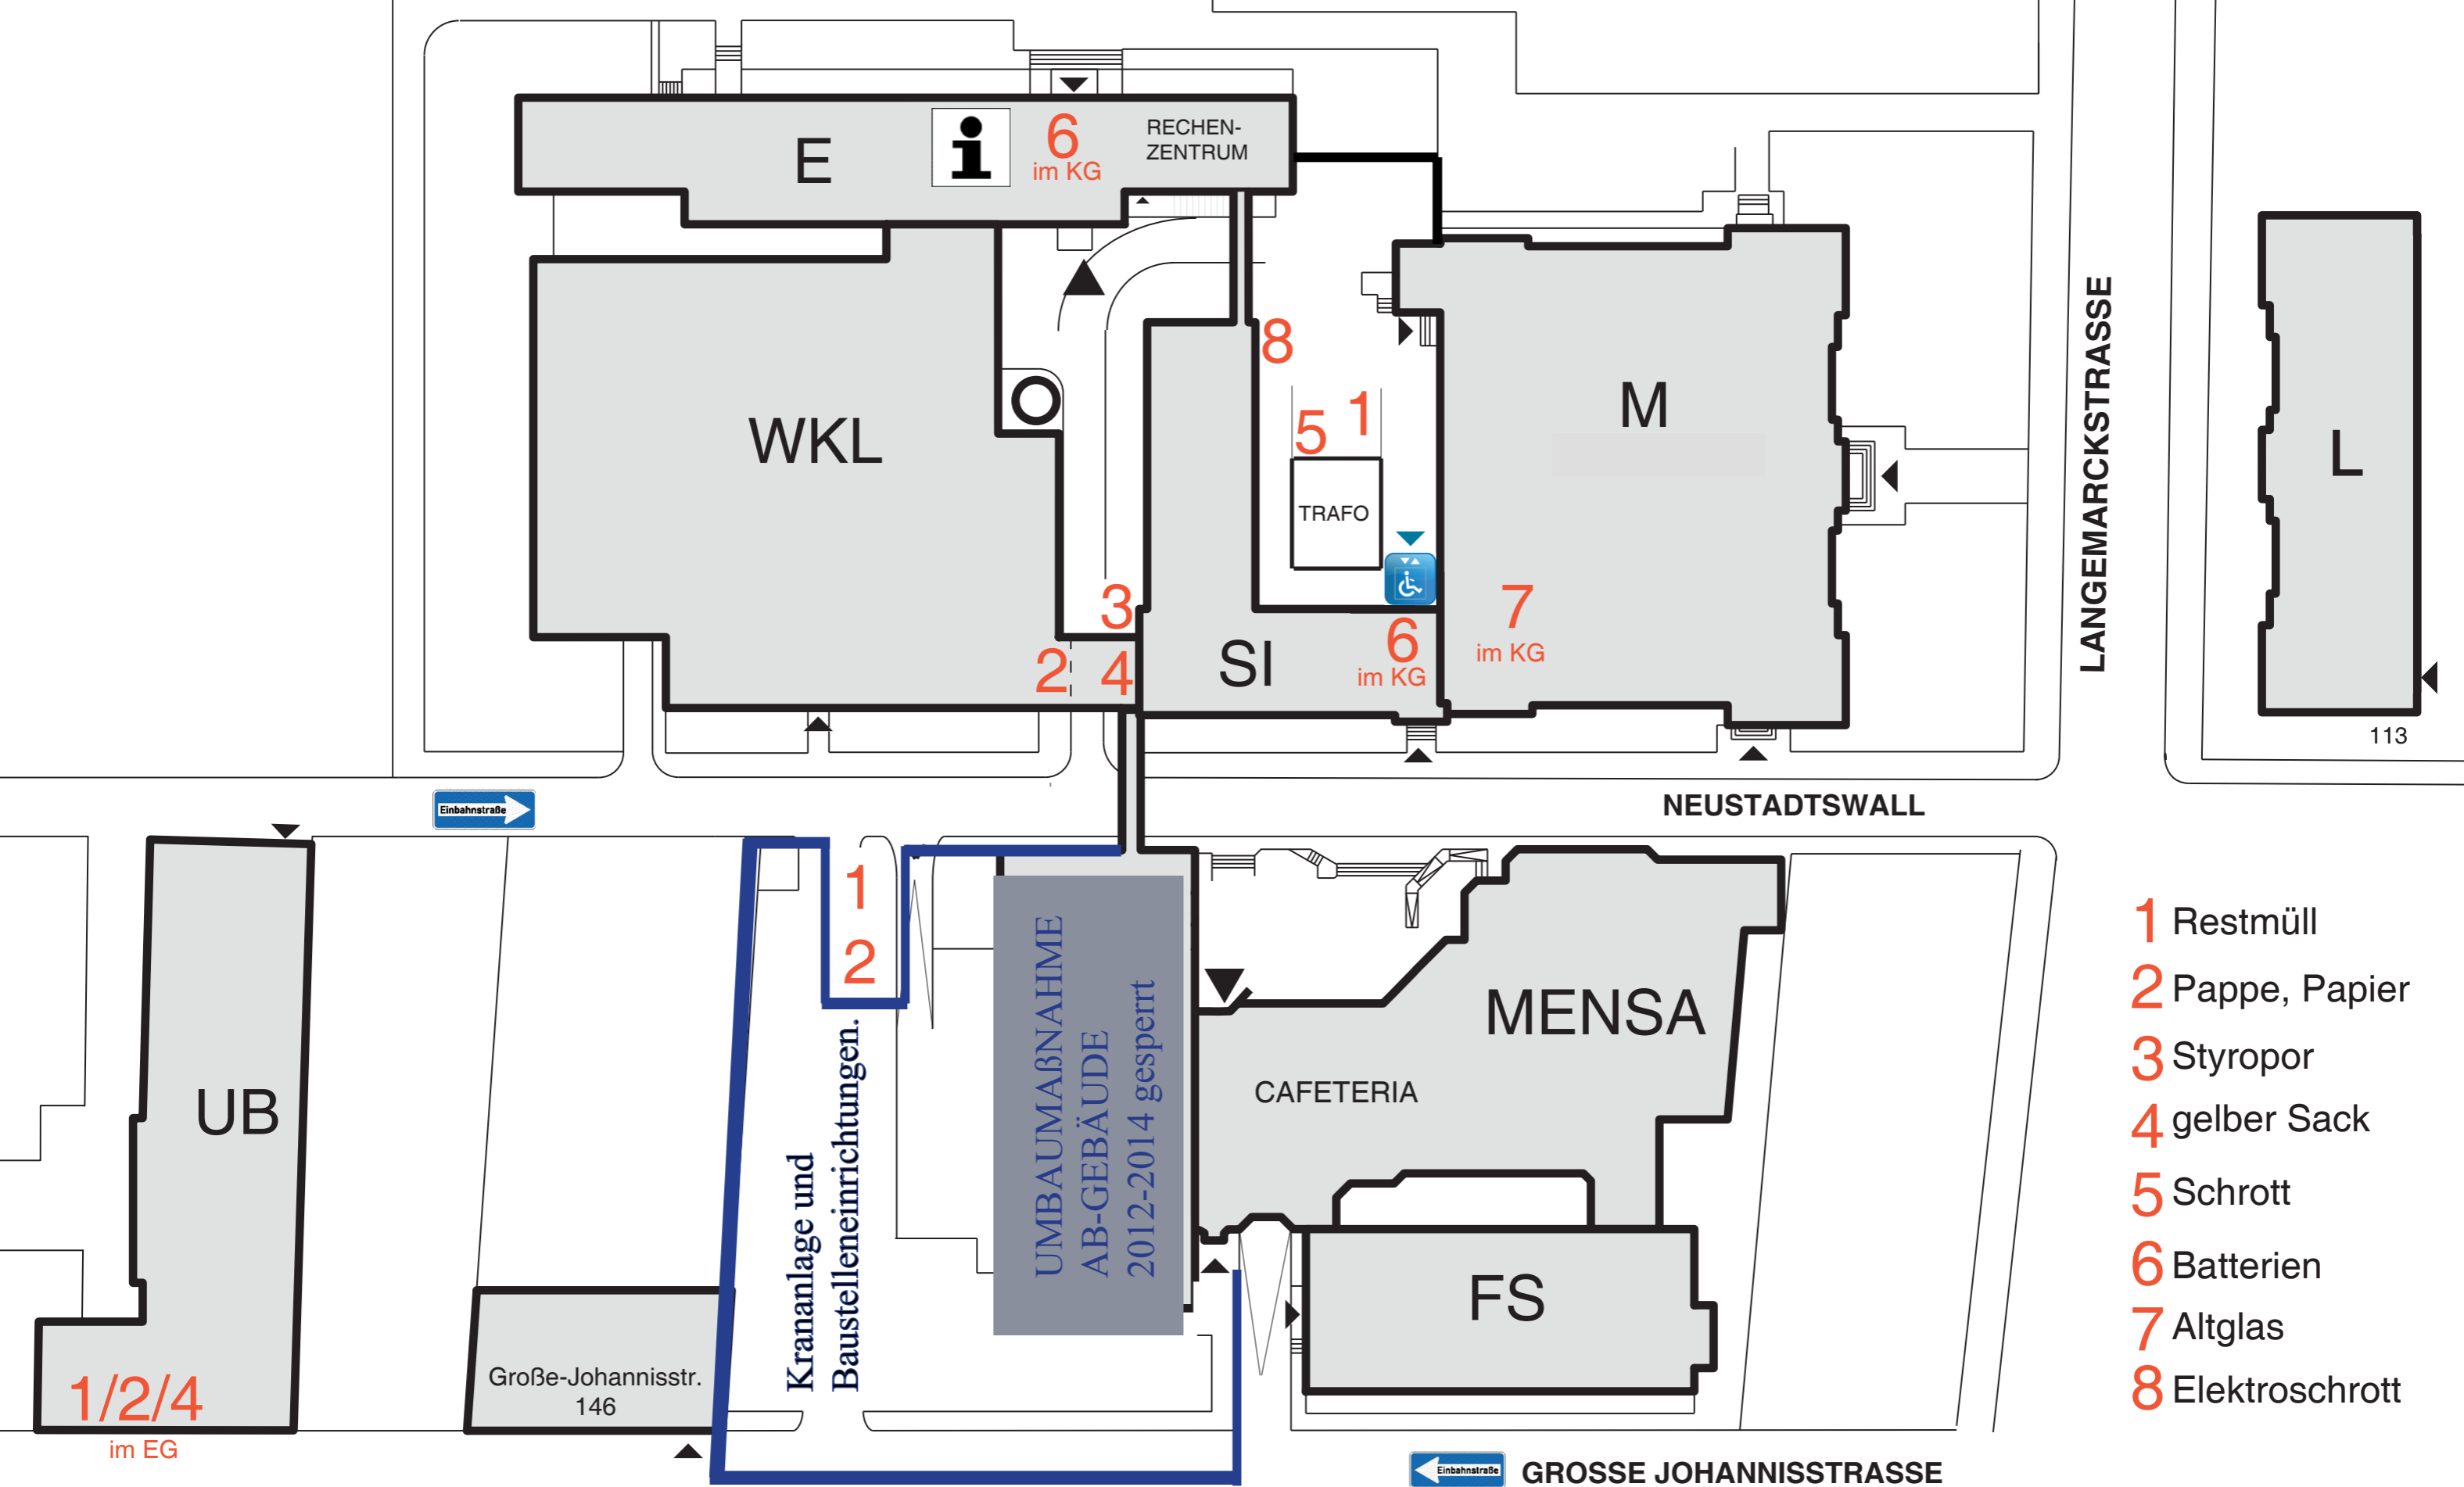 E
i
6
im KG
RECHEN-
ZENTRUM
WKL
8
5
1
TRAFO
M
LANGEMARCKSTRASSE
L
113
3
2
4
SI
6
im KG
7
im KG
Einbahnstraße
NEUSTADTSWALL
UB
1/2/4
im EG
Große-Johannisstr.
146
1
2
Krananlage und
Baustelleneinrichtungen.
UMBAUMAßNAHME
AB-GEBÄUDE
2012-2014 gesperrt
MENSA
CAFETERIA
FS
Einbahnstraße
GROSSE JOHANNISSTRASSE
1 Restmüll
2 Pappe, Papier
3 Styropor
4 gelber Sack
5 Schrott
6 Batterien
7 Altglas
8 Elektroschrott